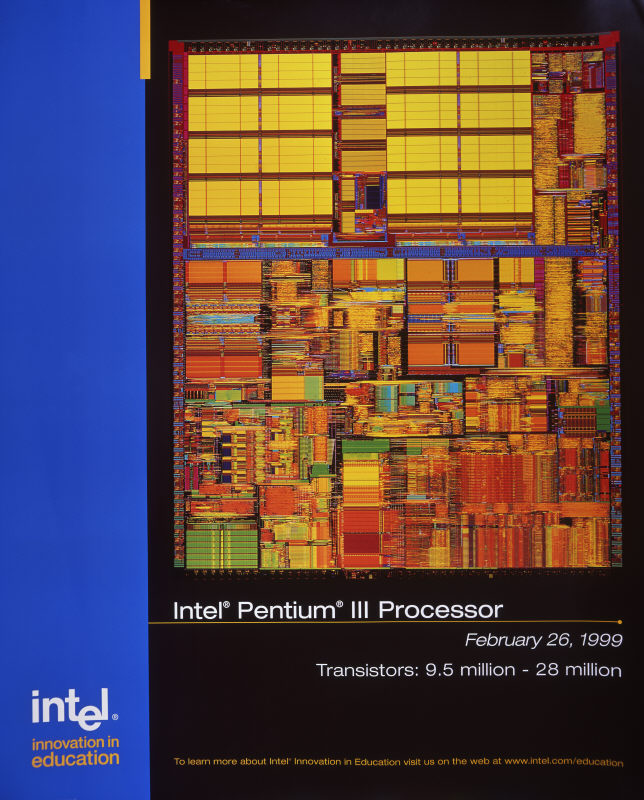 Intel® Pentium® III Processor
February 26, 1999
Transistors: 9.5 million - 28 million
intel®
innovation in
education
To learn more about Intel® Innovation in Education visit us on the web at www.intel.com/education